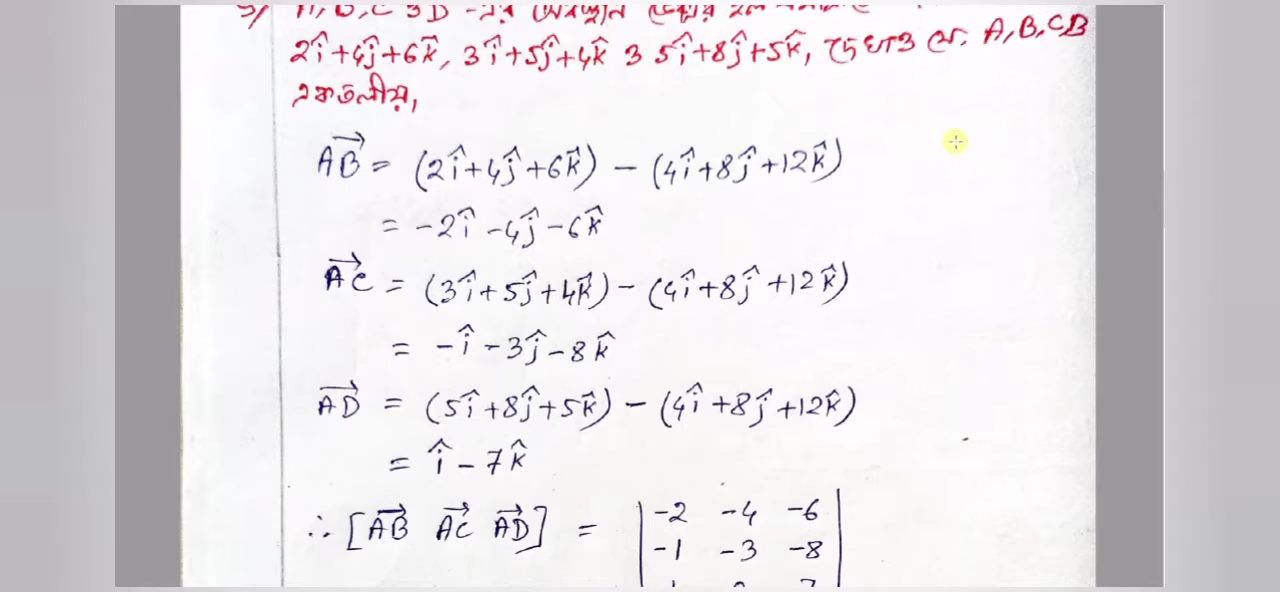 2î+4ĵ+6k̂, 3î+5ĵ+4k̂ ও 5î+8ĵ+5k̂, দেখাও যে, A,B,C
একতলীয়,
AB→ = (2î+4ĵ+6k̂) − (4î+8ĵ+12k̂)
= −2î −4ĵ −6k̂
AC→ = (3î+5ĵ+4k̂) − (4î+8ĵ+12k̂)
= −î −3ĵ −8k̂
AD→ = (5î+8ĵ+5k̂) − (4î+8ĵ+12k̂)
= î − 7k̂
∴ [AB→ AC→ AD→] = | −2 −4 −6 |
−1 −3 −8